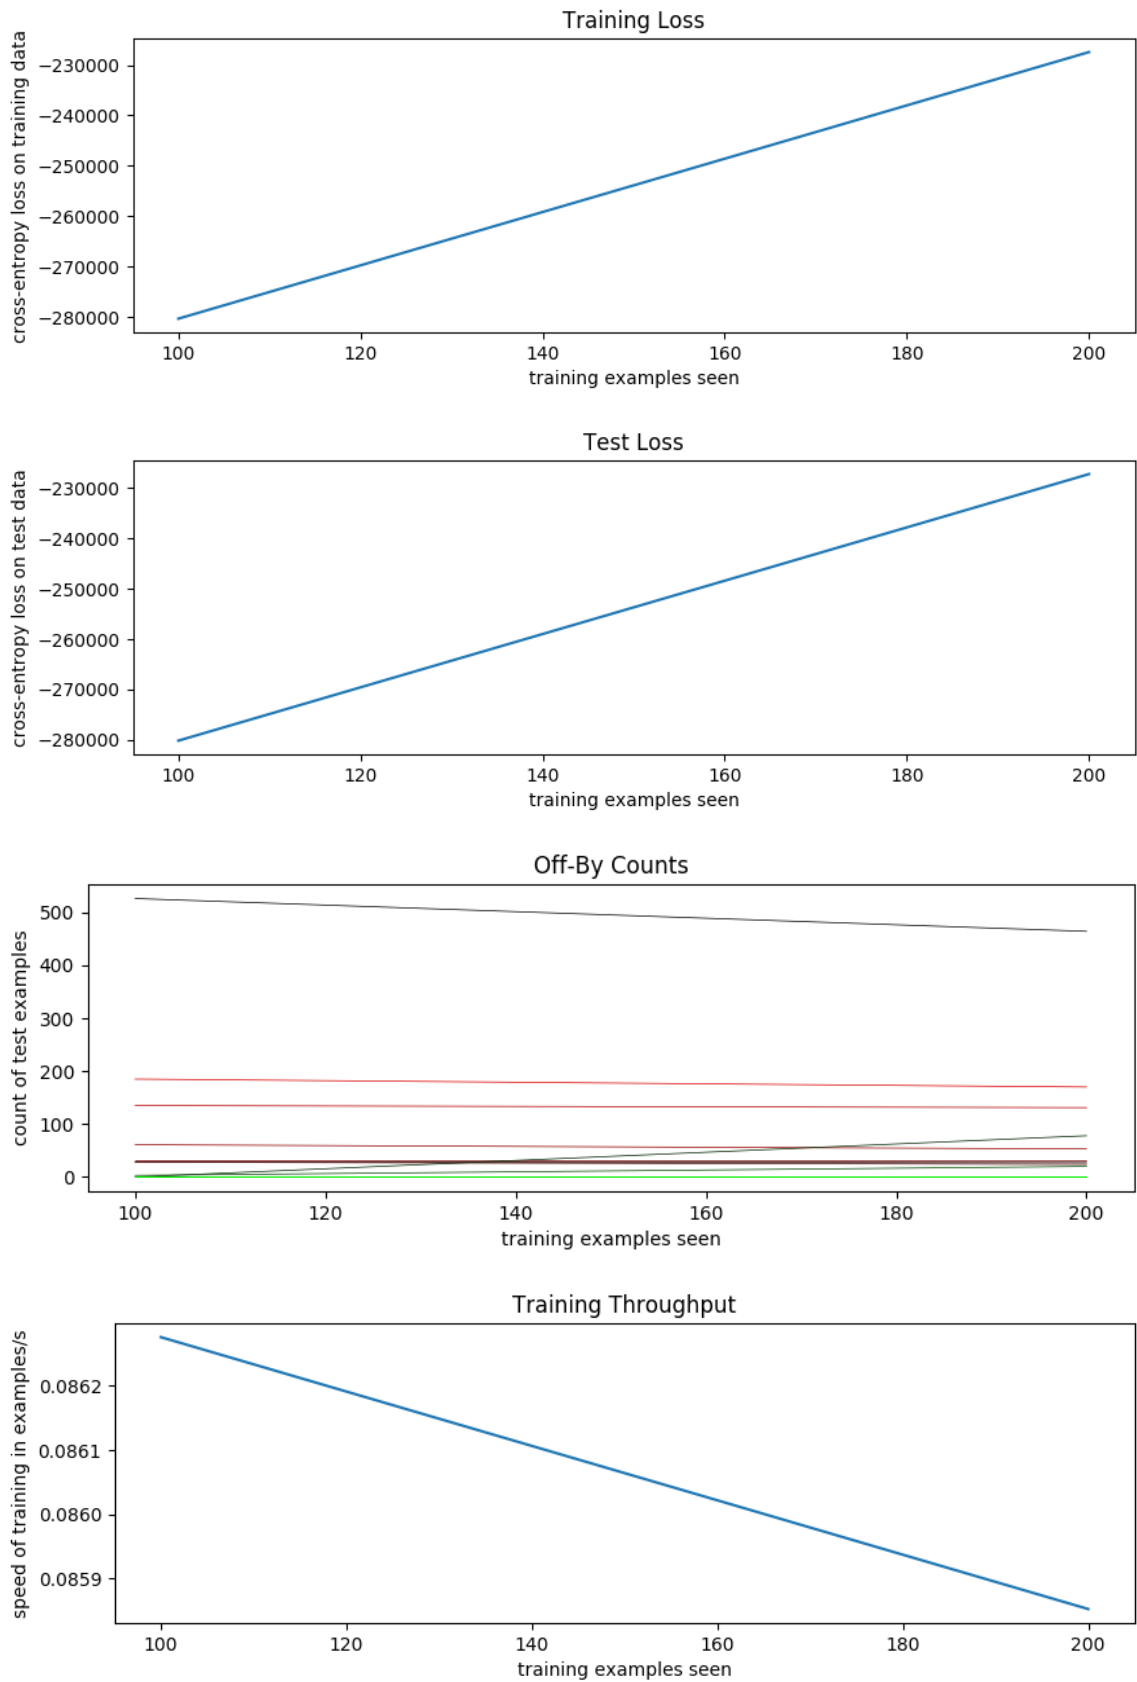 Training Loss
cross-entropy loss on training data
−230000
−240000
−250000
−260000
−270000
−280000
100 120 140 160 180 200
training examples seen
Test Loss
cross-entropy loss on test data
−230000
−240000
−250000
−260000
−270000
−280000
100 120 140 160 180 200
training examples seen
Off-By Counts
count of test examples
500
400
300
200
100
0
100 120 140 160 180 200
training examples seen
Training Throughput
speed of training in examples/s
0.0862
0.0861
0.0860
0.0859
100 120 140 160 180 200
training examples seen